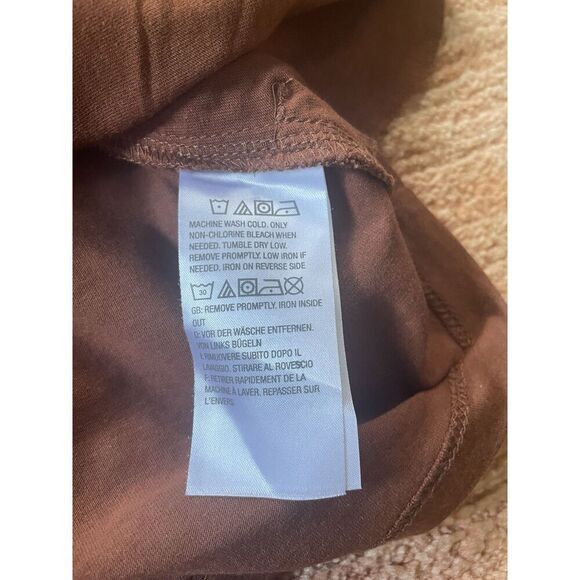 MACHINE WASH COLD. ONLY
NON-CHLORINE BLEACH WHEN
NEEDED. TUMBLE DRY LOW.
REMOVE PROMPTLY. LOW IRON IF
NEEDED. IRON ON REVERSE SIDE
30
GB: REMOVE PROMPTLY. IRON INSIDE
OUT
D: VOR DER WÄSCHE ENTFERNEN.
VON LINKS BÜGELN
I: RIMUOVERE SUBITO DOPO IL
LAVAGGIO. STIRARE AL ROVESCIO
F: RETIRER RAPIDEMENT DE LA
MACHINE À LAVER. REPASSER SUR
L'ENVERS